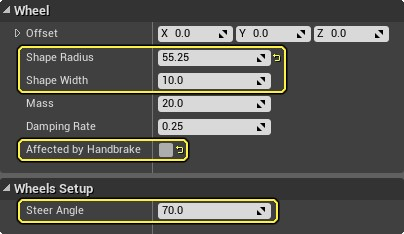 Wheel
Offset X 0.0 Y 0.0 Z 0.0
Shape Radius 55.25
Shape Width 10.0
Mass 20.0
Damping Rate 0.25
Affected by Handbrake
Wheels Setup
Steer Angle 70.0